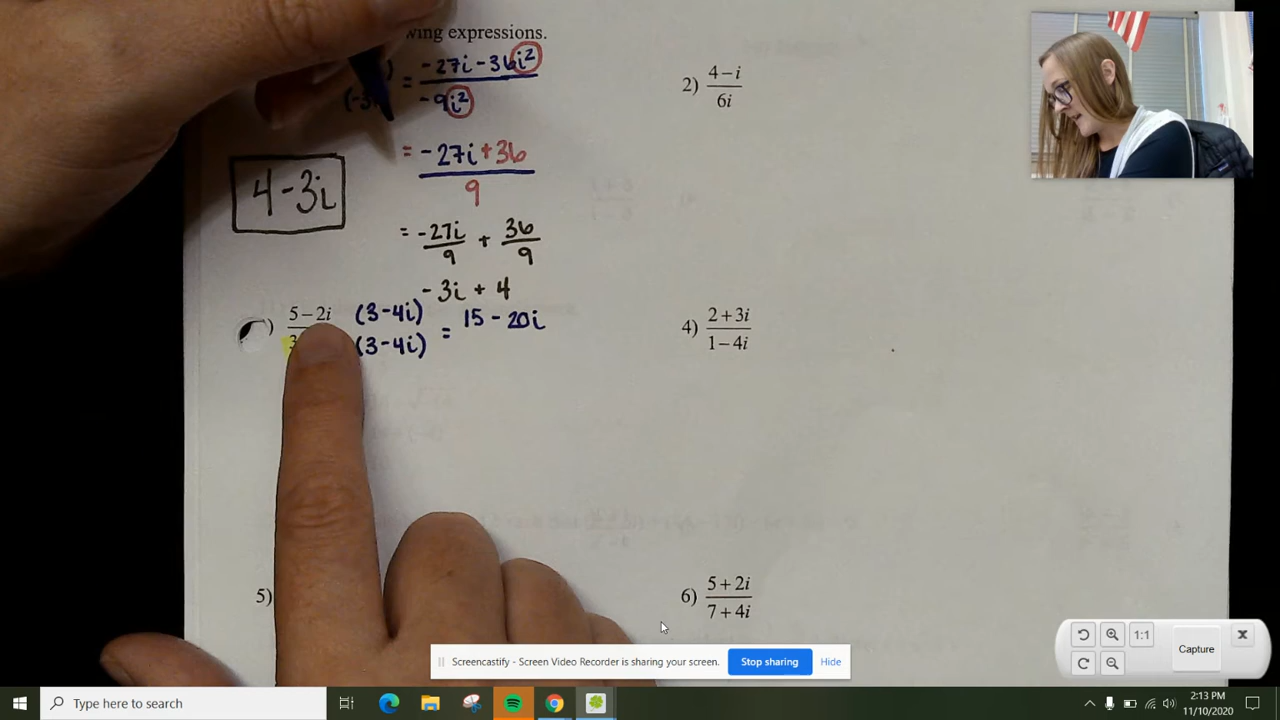 wing expressions.
-27i - 36i²
=
-9i²
(-3
= -27i + 36
9
4 - 3i
= -27i/9 + 36/9
-3i + 4
2) 4 - i
6i
) 5 - 2i (3-4i) = 15 - 20i
3 (3-4i)
4) 2 + 3i
1 - 4i
5)
6) 5 + 2i
7 + 4i
1:1
Capture
Screencastify - Screen Video Recorder is sharing your screen. Stop sharing Hide
Type here to search
2:13 PM
11/10/2020